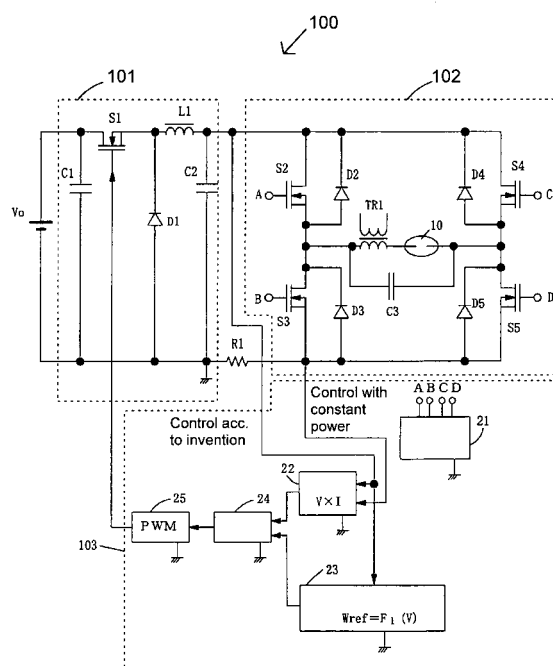 100
101
102
S1
L1
S2
D2
D4
S4
C1
C2
A
C
Vo
D1
TR1
10
B
D
S3
D3
C3
D5
S5
R1
Control acc. to invention
Control with constant power
A B C D
21
22
V×I
25
24
PWM
103
23
Wref=F1(V)